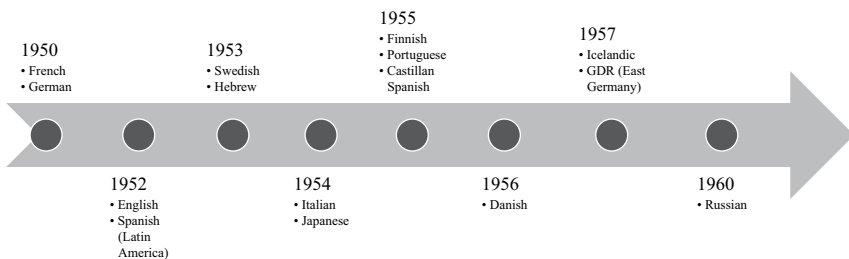 1950
• French
• German
1952
• English
• Spanish
(Latin
America)
1953
• Swedish
• Hebrew
1954
• Italian
• Japanese
1955
• Finnish
• Portuguese
• Castillan
Spanish
1956
• Danish
1957
• Icelandic
• GDR (East
Germany)
1960
• Russian